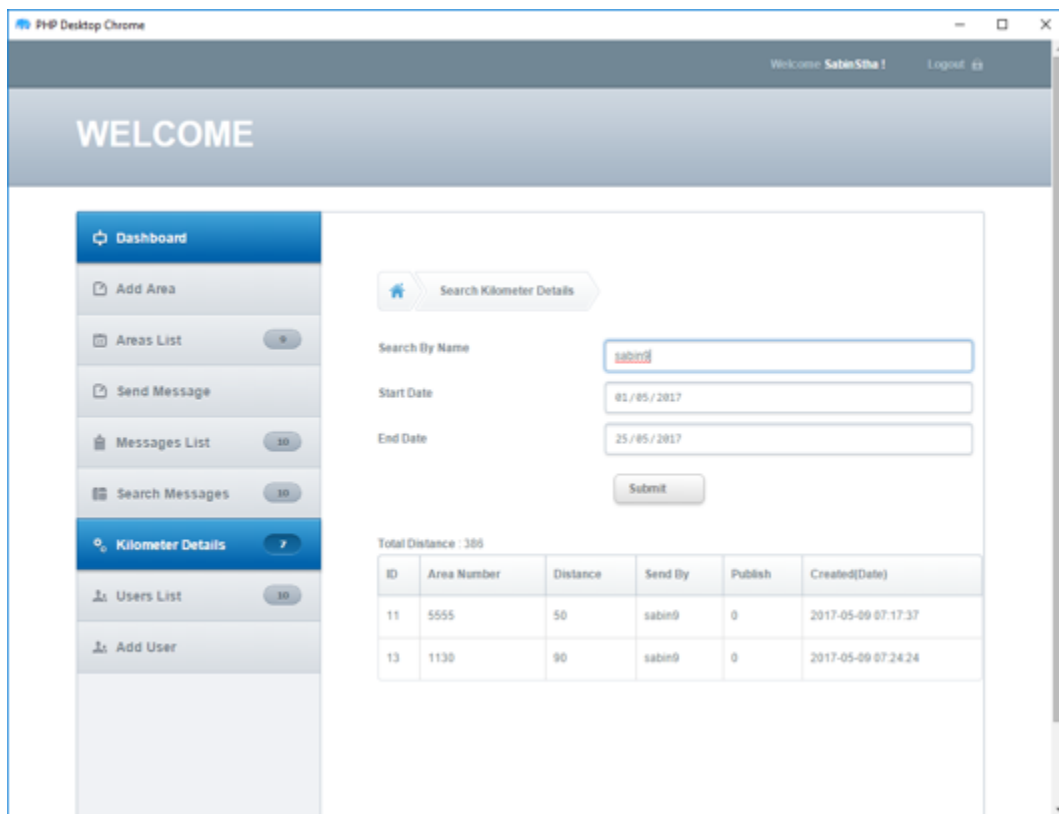 PHP Desktop Chrome
Welcome SabinStha ! Logout
WELCOME
Dashboard
Add Area
Areas List 9
Send Message
Messages List 10
Search Messages 10
Kilometer Details 7
Users List 10
Add User
Search Kilometer Details
Search By Name sabin9
Start Date 01/05/2017
End Date 25/05/2017
Submit
Total Distance : 386
ID Area Number Distance Send By Publish Created(Date)
11 5555 50 sabin9 0 2017-05-09 07:17:37
13 1130 90 sabin9 0 2017-05-09 07:24:24